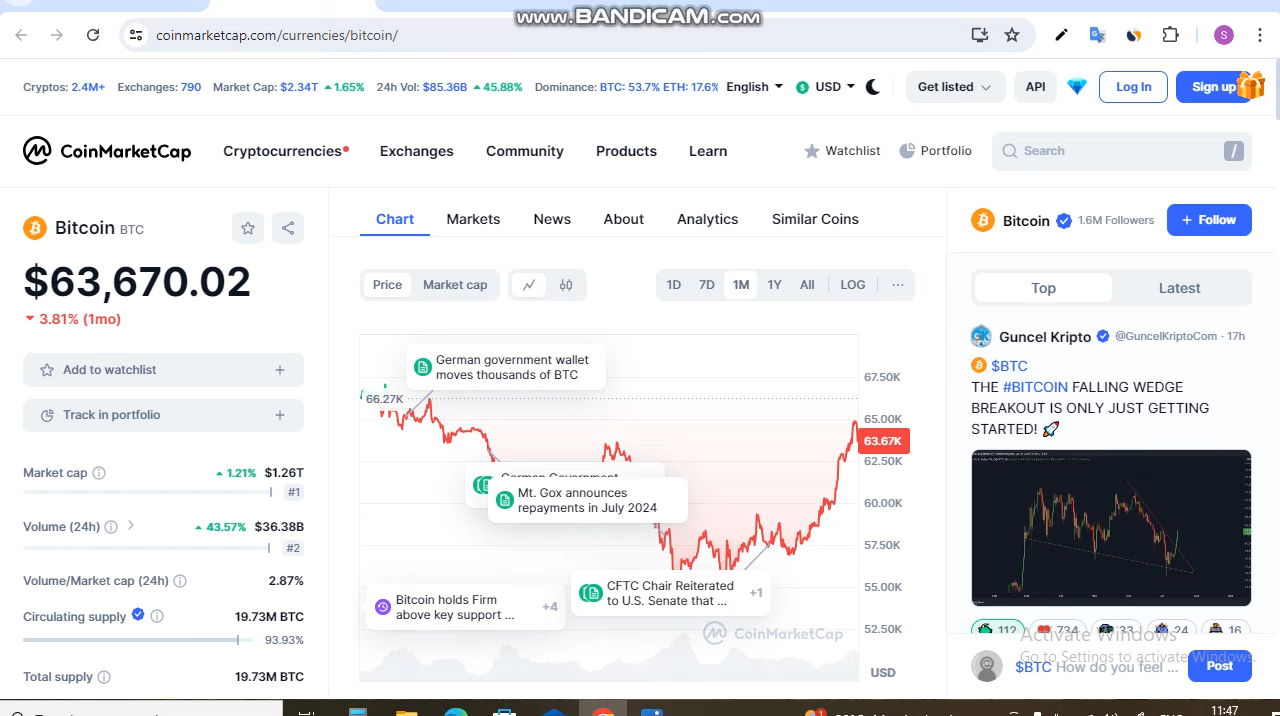 www.BANDICAM.com
coinmarketcap.com/currencies/bitcoin/
S
Cryptos: 2.4M+ Exchanges: 790 Market Cap: $2.34T 1.65% 24h Vol: $85.36B 45.88% Dominance: BTC: 53.7% ETH: 17.6% English USD Get listed API Log In Sign up
CoinMarketCap Cryptocurrencies Exchanges Community Products Learn Watchlist Portfolio Search /
Bitcoin BTC
$63,670.02
3.81% (1mo)
Add to watchlist +
Track in portfolio +
Market cap 1.21% $1.26T
#1
Volume (24h) 43.57% $36.38B
#2
Volume/Market cap (24h) 2.87%
Circulating supply 19.73M BTC
93.93%
Total supply 19.73M BTC
Chart Markets News About Analytics Similar Coins
Price Market cap 1D 7D 1M 1Y All LOG ...
German government wallet
moves thousands of BTC
66.27K
Mt. Gox announces
repayments in July 2024
CFTC Chair Reiterated
to U.S. Senate that ...
+1
Bitcoin holds Firm
above key support ...
+4
CoinMarketCap
67.50K
65.00K
63.67K
62.50K
60.00K
57.50K
55.00K
52.50K
USD
Bitcoin 1.6M Followers + Follow
Top Latest
Guncel Kripto @GuncelKriptoCom · 17h
$BTC
THE #BITCOIN FALLING WEDGE
BREAKOUT IS ONLY JUST GETTING
STARTED! 🚀
112 734 33 24 16
Activate Windows
Go to Settings to activate Windows.
$BTC How do you feel ... Post
11:47